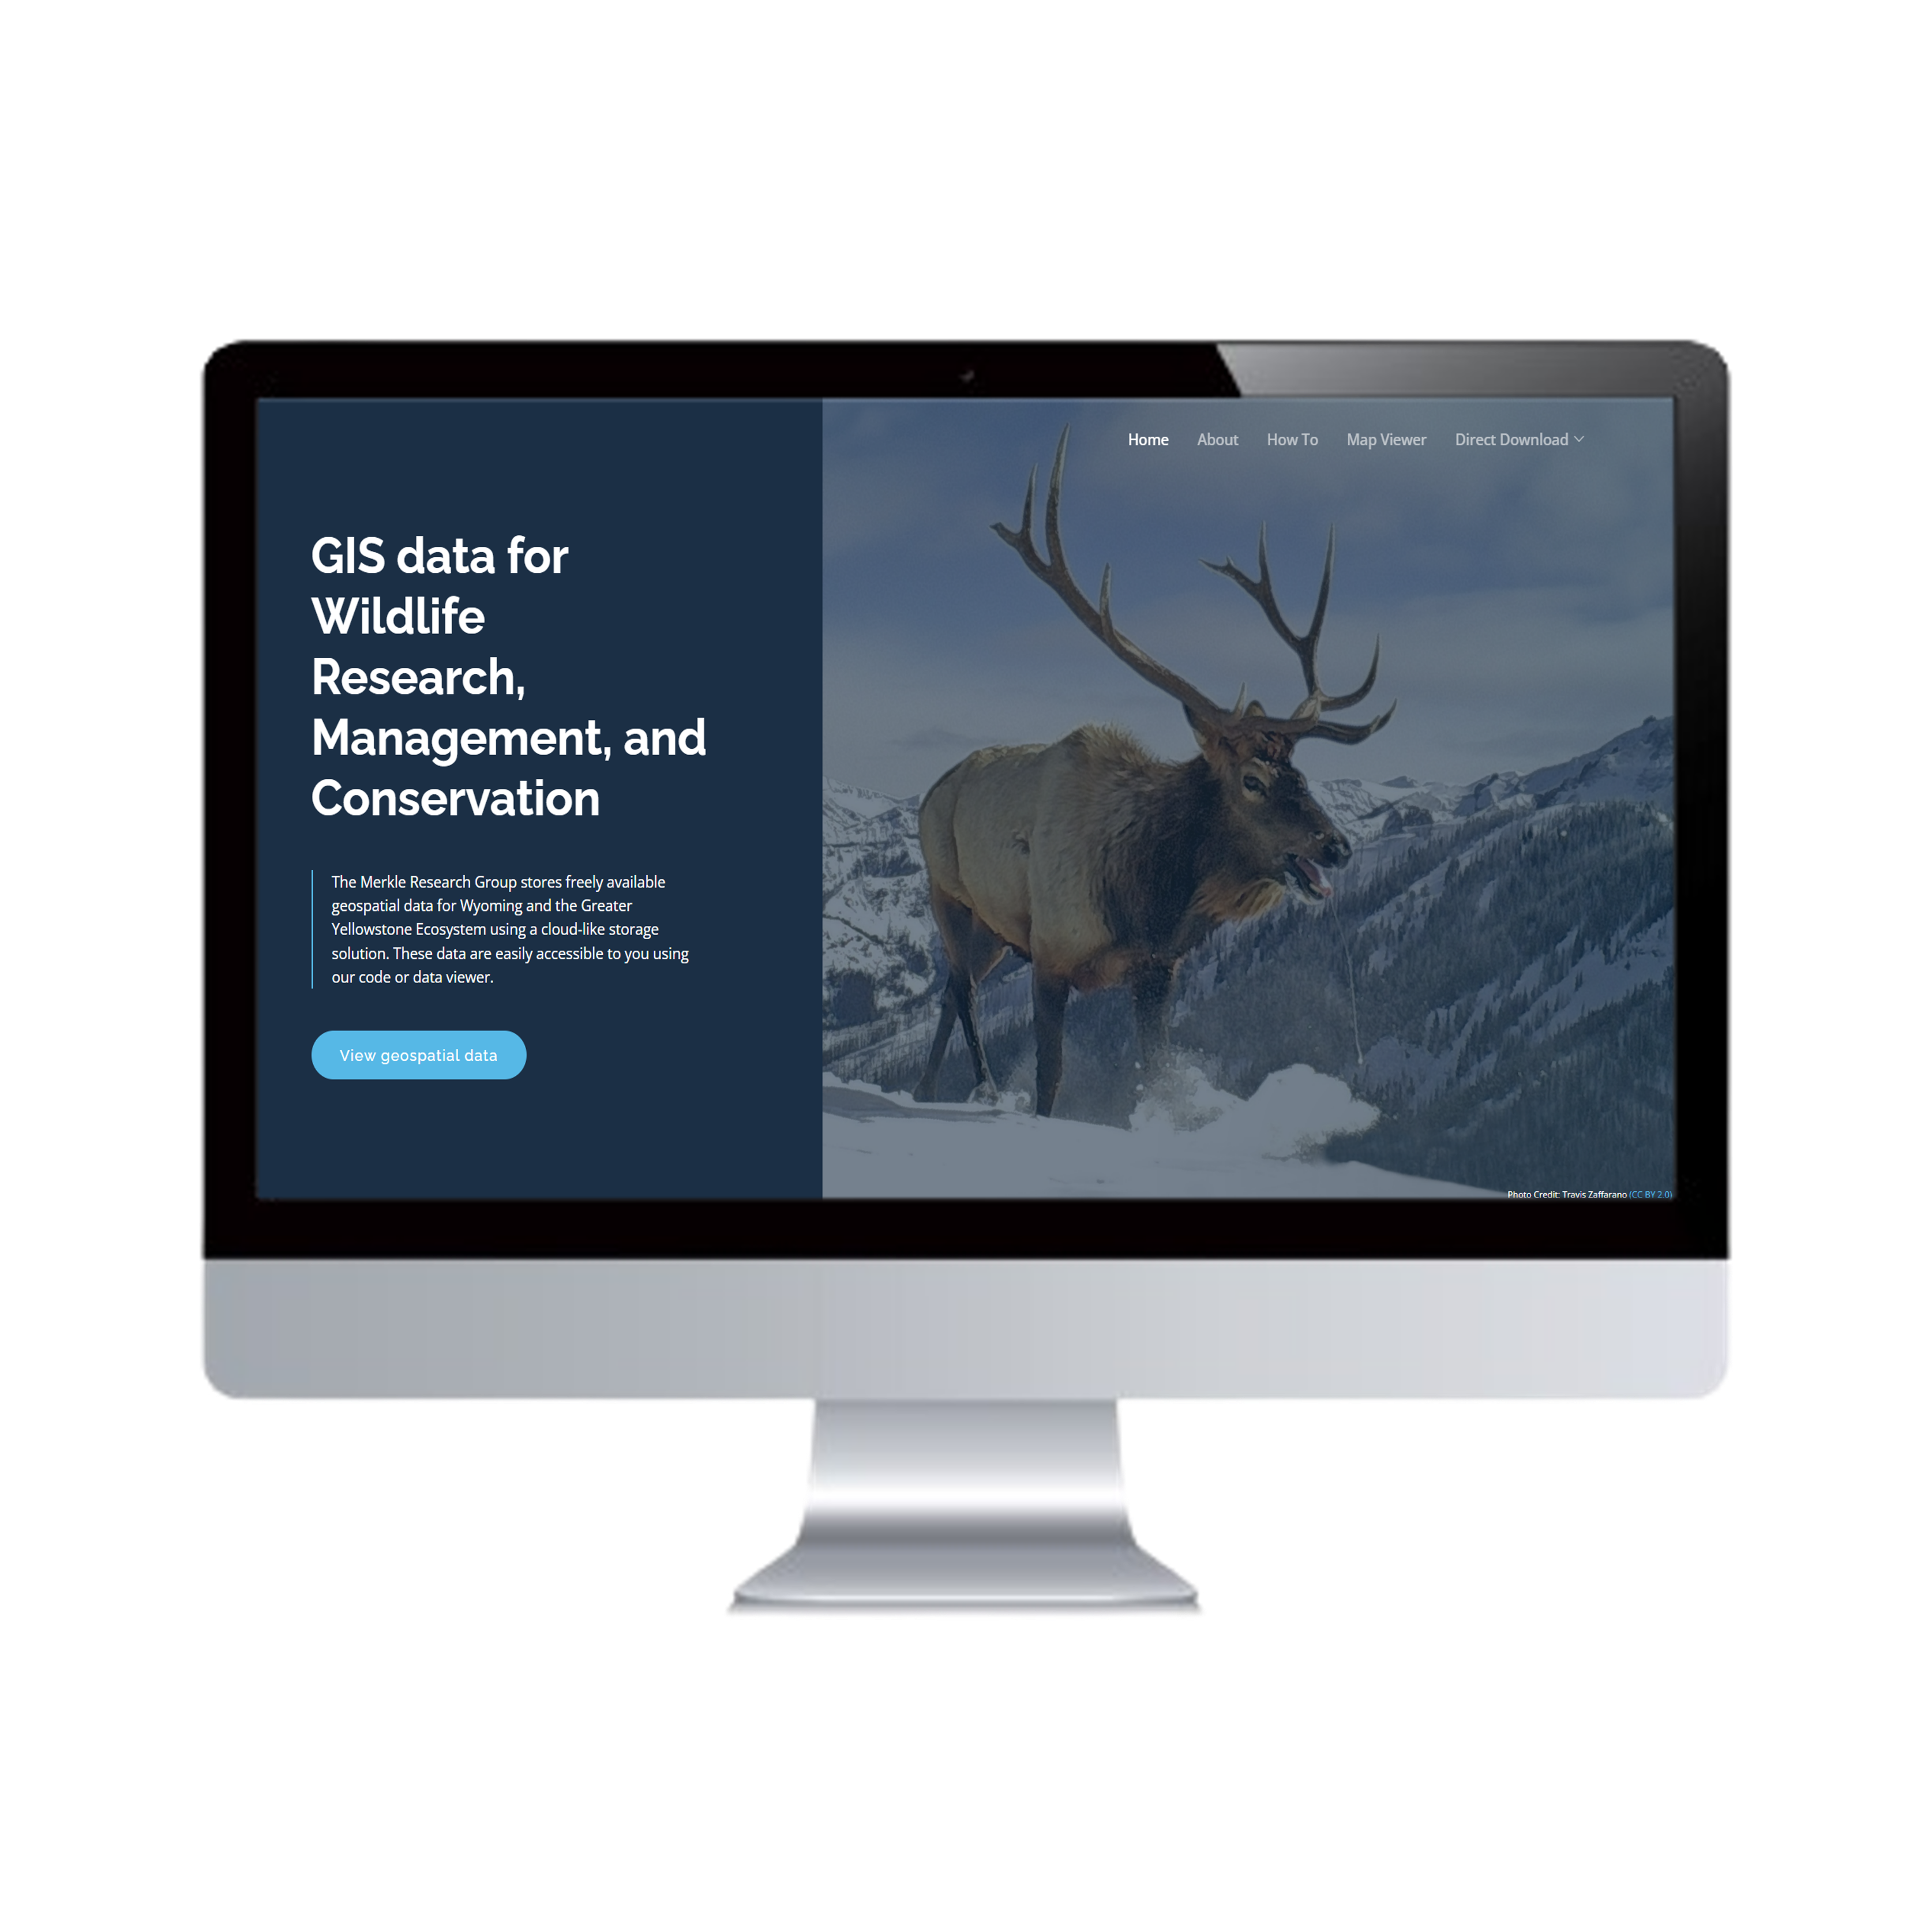 Home About How To Map Viewer Direct Download
GIS data for
Wildlife
Research,
Management, and
Conservation
The Merkle Research Group stores freely available
geospatial data for Wyoming and the Greater
Yellowstone Ecosystem using a cloud-like storage
solution. These data are easily accessible to you using
our code or data viewer.
View geospatial data
Photo Credit: Travis Zaffarano (CC BY 2.0)